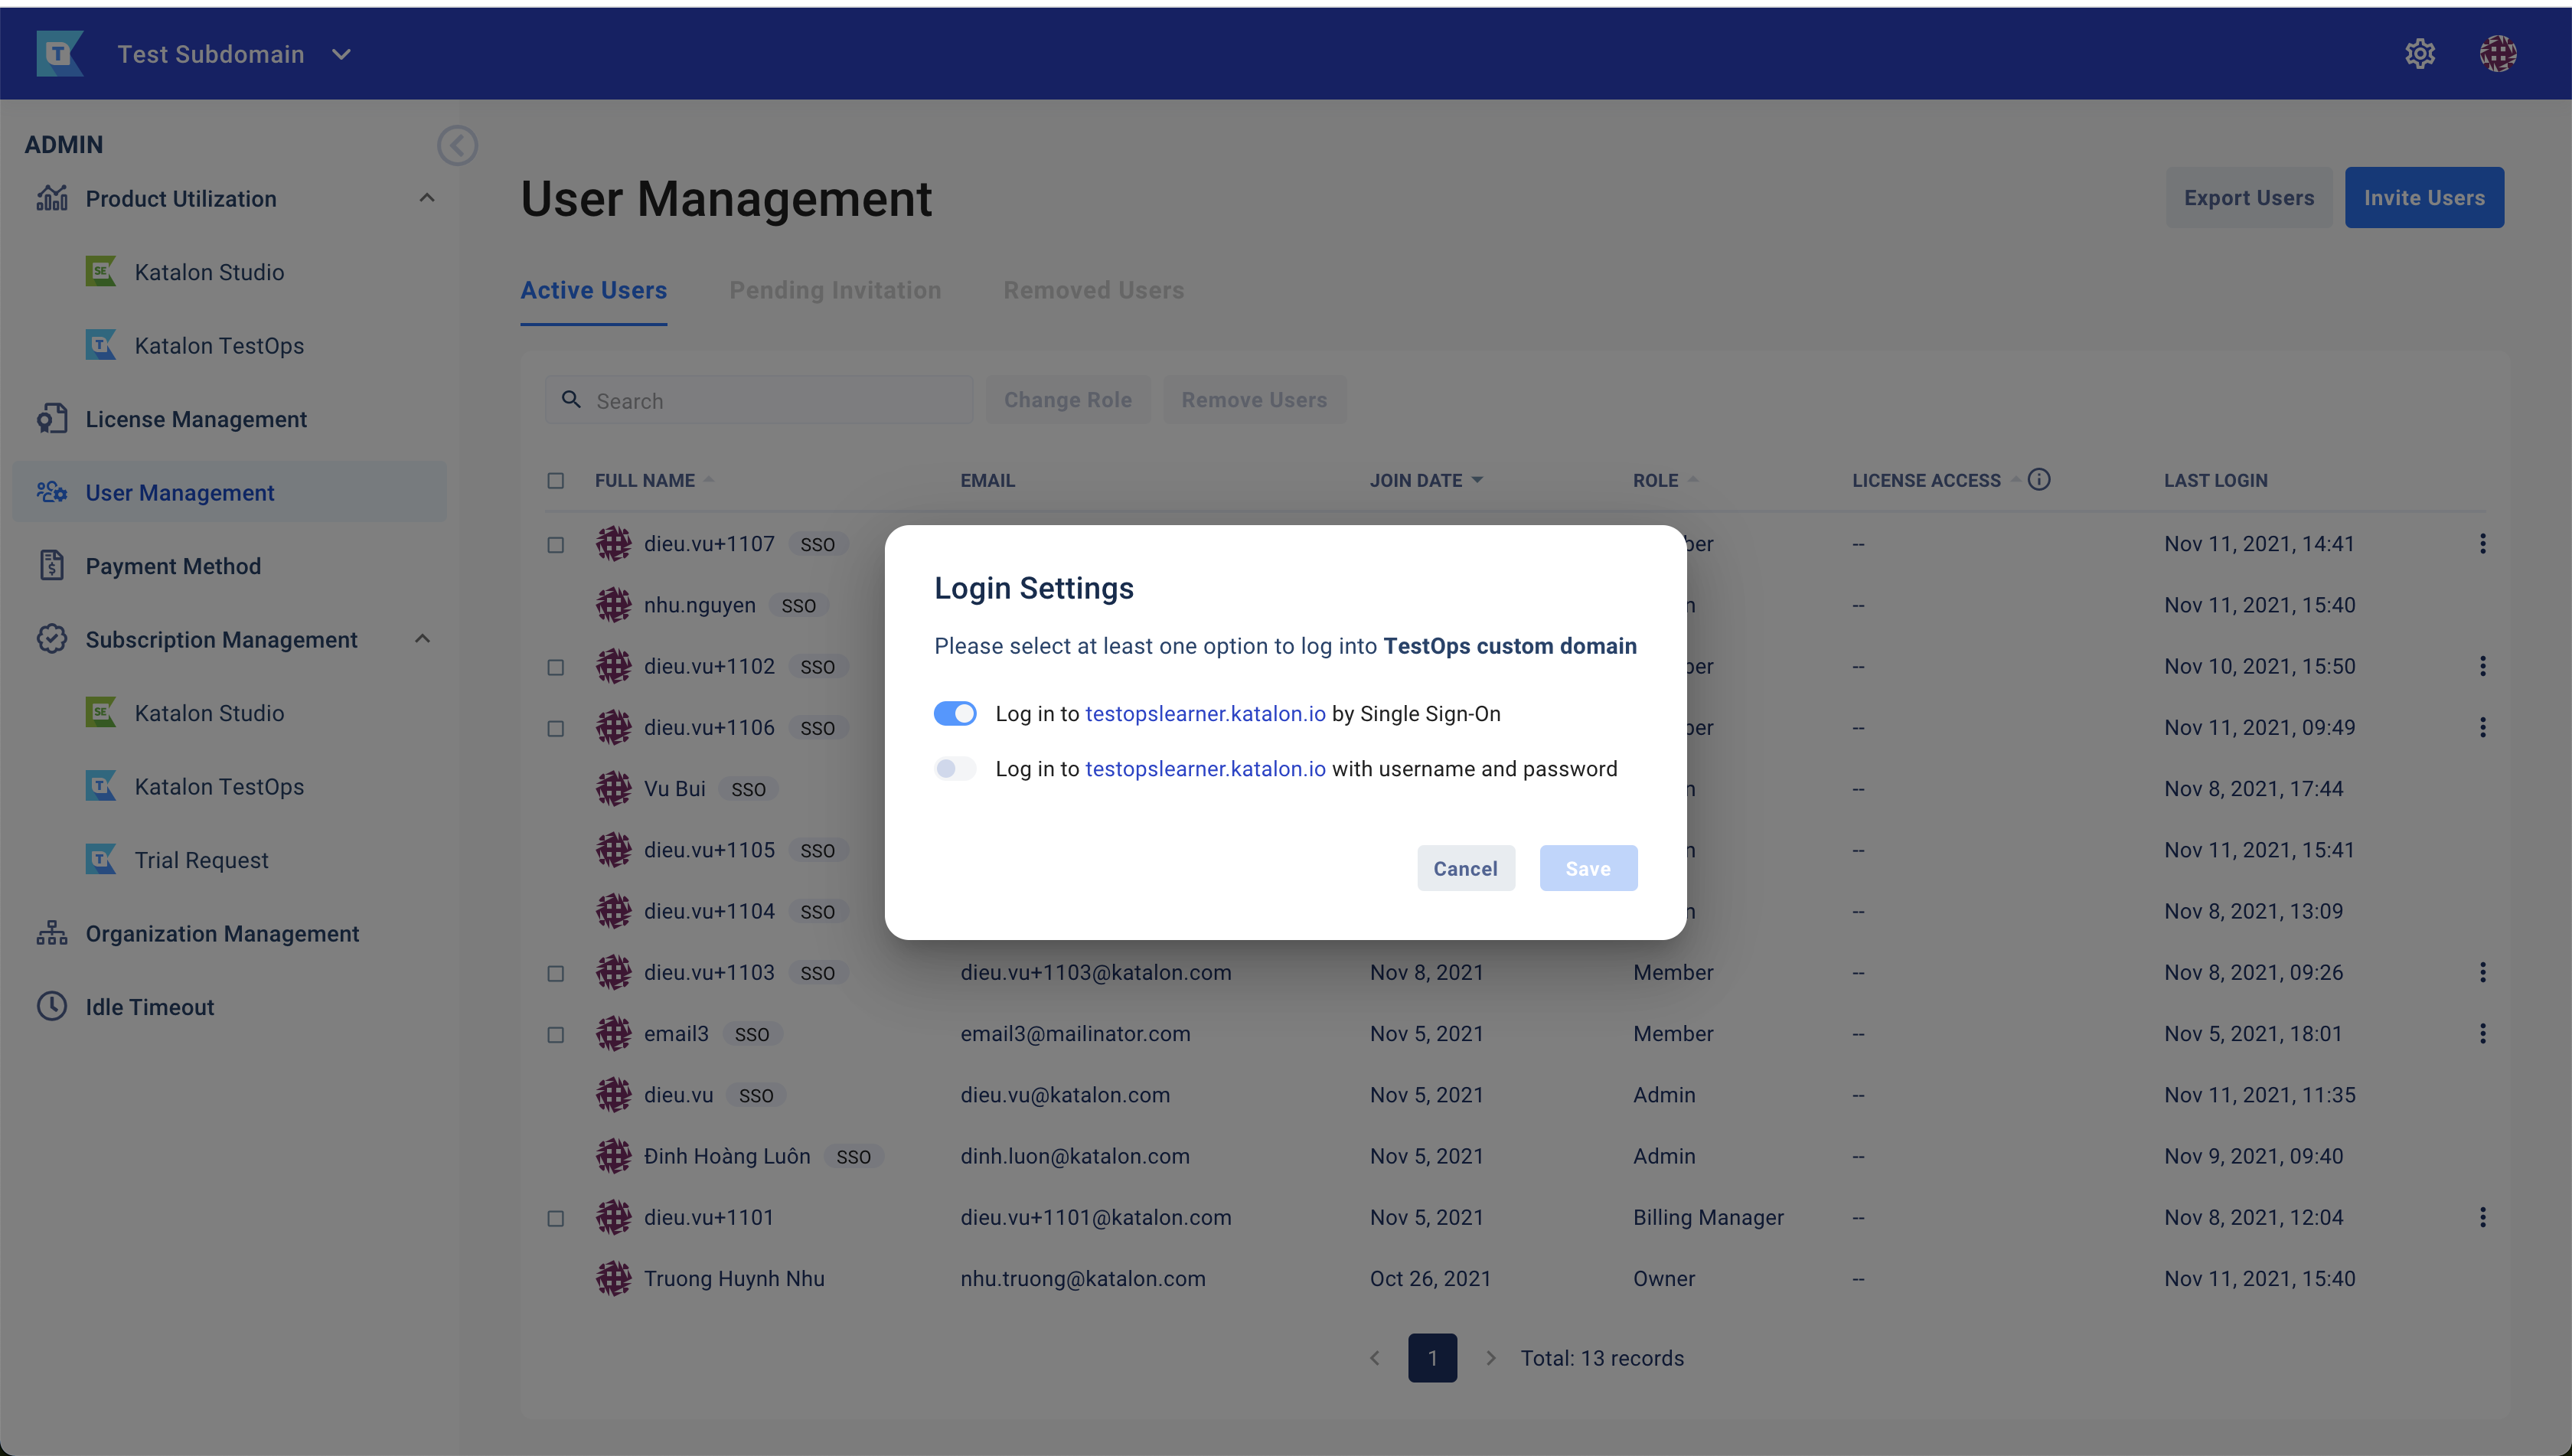 Test Subdomain
ADMIN
Product Utilization
Katalon Studio
Katalon TestOps
License Management
User Management
Payment Method
Subscription Management
Katalon Studio
Katalon TestOps
Trial Request
Organization Management
Idle Timeout
User Management
Export Users
Invite Users
Active Users Pending Invitation Removed Users
Search Change Role Remove Users
FULL NAME EMAIL JOIN DATE ROLE LICENSE ACCESS LAST LOGIN
dieu.vu+1107 SSO -- Nov 11, 2021, 14:41
nhu.nguyen SSO -- Nov 11, 2021, 15:40
dieu.vu+1102 SSO -- Nov 10, 2021, 15:50
dieu.vu+1106 SSO -- Nov 11, 2021, 09:49
Vu Bui SSO -- Nov 8, 2021, 17:44
dieu.vu+1105 SSO -- Nov 11, 2021, 15:41
dieu.vu+1104 SSO -- Nov 8, 2021, 13:09
dieu.vu+1103 SSO dieu.vu+1103@katalon.com Nov 8, 2021 Member -- Nov 8, 2021, 09:26
email3 SSO email3@mailinator.com Nov 5, 2021 Member -- Nov 5, 2021, 18:01
dieu.vu SSO dieu.vu@katalon.com Nov 5, 2021 Admin -- Nov 11, 2021, 11:35
Đinh Hoàng Luôn SSO dinh.luon@katalon.com Nov 5, 2021 Admin -- Nov 9, 2021, 09:40
dieu.vu+1101 dieu.vu+1101@katalon.com Nov 5, 2021 Billing Manager -- Nov 8, 2021, 12:04
Truong Huynh Nhu nhu.truong@katalon.com Oct 26, 2021 Owner -- Nov 11, 2021, 15:40
1 Total: 13 records
Login Settings
Please select at least one option to log into TestOps custom domain
Log in to testopslearner.katalon.io by Single Sign-On
Log in to testopslearner.katalon.io with username and password
Cancel Save